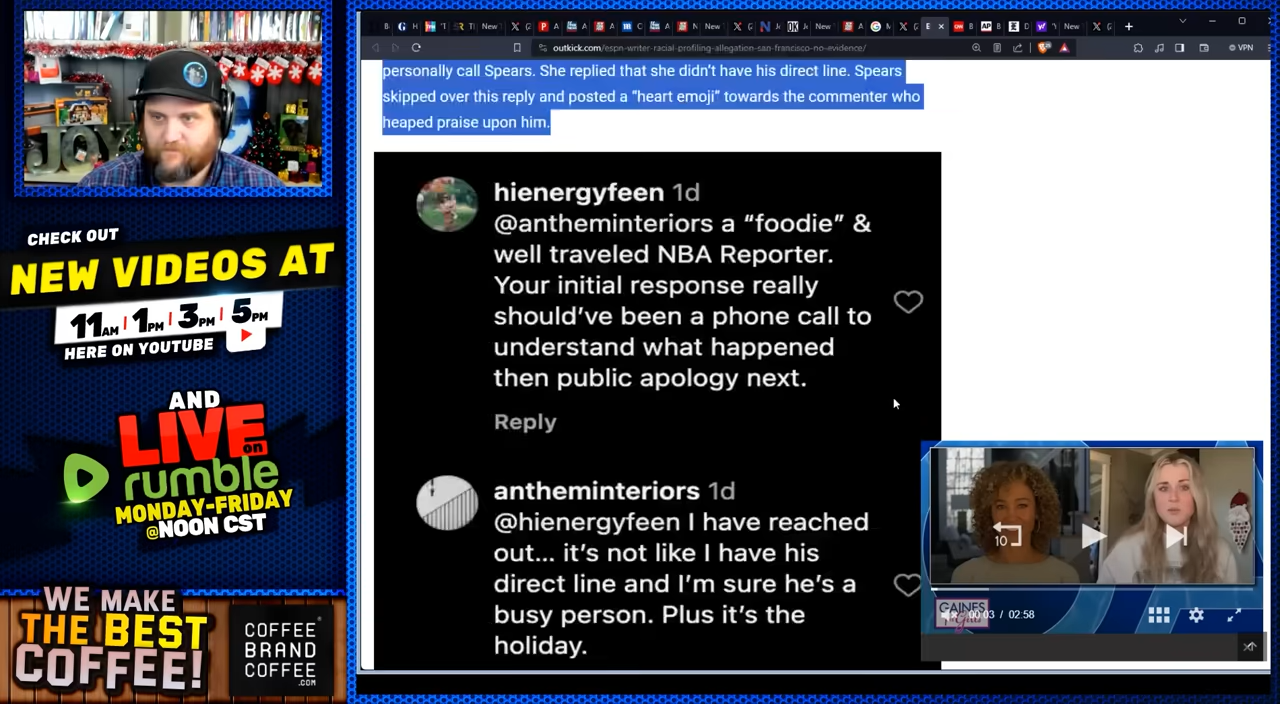 CHECK OUT
NEW VIDEOS AT
11AM | 1PM | 3PM | 5PM
HERE ON YOUTUBE
AND
LIVE on
rumble
MONDAY-FRIDAY
@NOON CST
WE MAKE
THE BEST
COFFEE!
COFFEE
BRAND
COFFEE
.COM
JOY
New
New
New
New
outkick.com/espn-writer-racial-profiling-allegation-san-francisco-no-evidence/
VPN
personally call Spears. She replied that she didn't have his direct line. Spears
skipped over this reply and posted a "heart emoji" towards the commenter who
heaped praise upon him.
hienergyfeen 1d
@antheminteriors a "foodie" &
well traveled NBA Reporter.
Your initial response really
should've been a phone call to
understand what happened
then public apology next.
Reply
antheminteriors 1d
@hienergyfeen I have reached
out... it's not like I have his
direct line and I'm sure he's a
busy person. Plus it's the
holiday.
10
GAINES
00:03 / 02:58